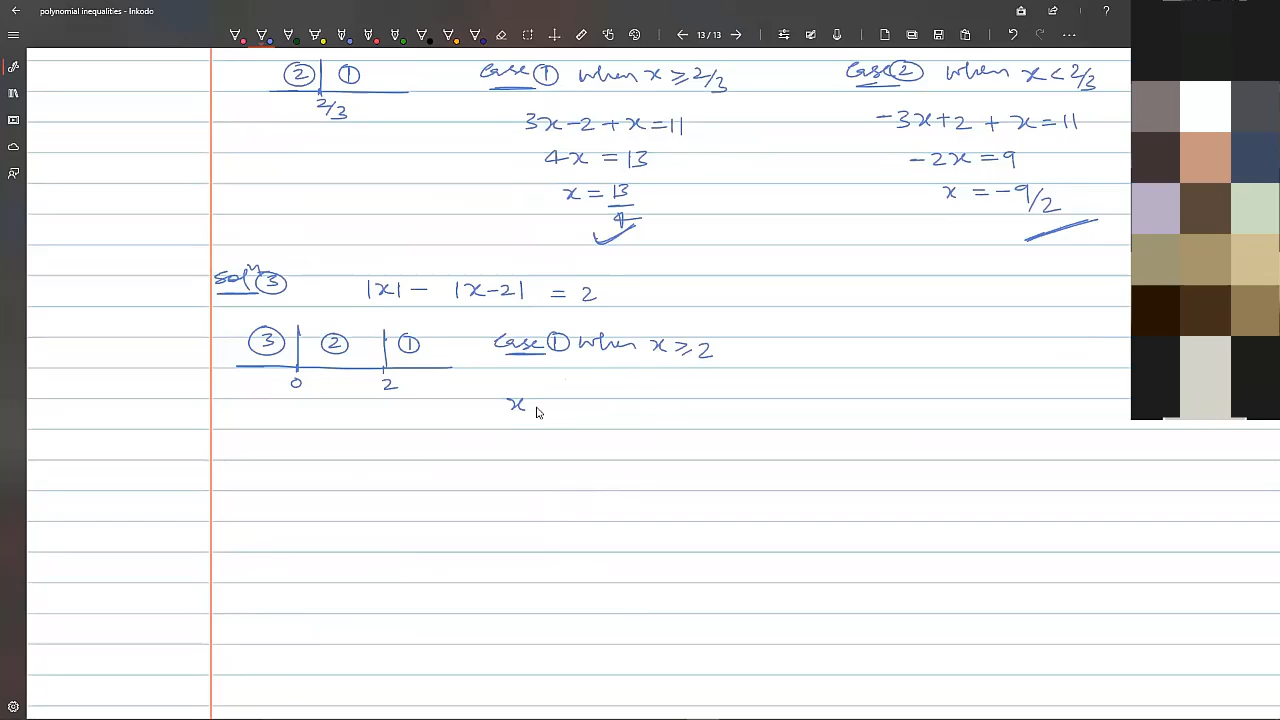 polynomial inequalities - Inkodo
13 / 13
② ①
2/3
Case ① when x ≥ 2/3
3x-2 + x = 11
4x = 13
x = 13/4
Case ② when x < 2/3
-3x+2 + x = 11
-2x = 9
x = -9/2
Solⁿ ③ |x| - |x-2| = 2
③ ② ①
0 2
Case ① when x ≥ 2
x